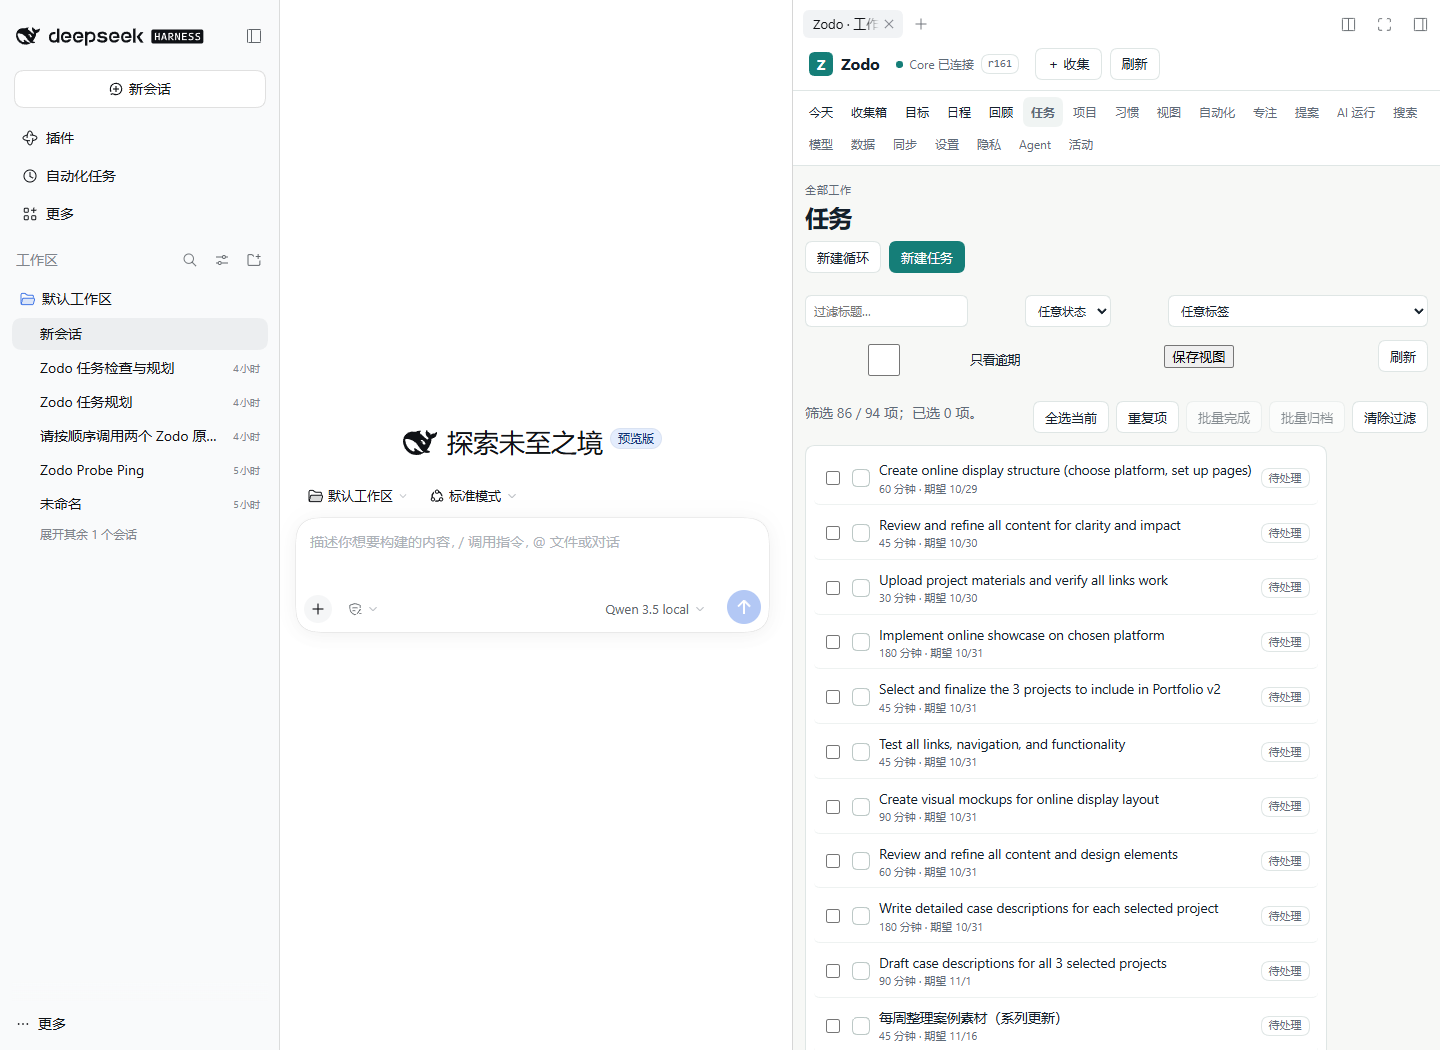 deepseek HARNESS
新会话
插件
自动化任务
更多
工作区
默认工作区
新会话
Zodo 任务检查与规划 4小时
Zodo 任务规划 4小时
请按顺序调用两个 Zodo 原... 4小时
Zodo Probe Ping 5小时
未命名 5小时
展开其余 1 个会话
... 更多
探索未至之境 预览版
默认工作区 标准模式
描述你想要构建的内容, / 调用指令, @ 文件或对话
Qwen 3.5 local
Zodo · 工作
Z Zodo Core 已连接 r161 + 收集 刷新
今天 收集箱 目标 日程 回顾 任务 项目 习惯 视图 自动化 专注 提案 AI 运行 搜索
模型 数据 同步 设置 隐私 Agent 活动
全部工作
任务
新建循环 新建任务
过滤标题... 任意状态 任意标签
只看逾期 保存视图 刷新
筛选 86 / 94 项；已选 0 项。 全选当前 重复项 批量完成 批量归档 清除过滤
Create online display structure (choose platform, set up pages) 待处理
60 分钟 · 期望 10/29
Review and refine all content for clarity and impact 待处理
45 分钟 · 期望 10/30
Upload project materials and verify all links work 待处理
30 分钟 · 期望 10/30
Implement online showcase on chosen platform 待处理
180 分钟 · 期望 10/31
Select and finalize the 3 projects to include in Portfolio v2 待处理
45 分钟 · 期望 10/31
Test all links, navigation, and functionality 待处理
45 分钟 · 期望 10/31
Create visual mockups for online display layout 待处理
90 分钟 · 期望 10/31
Review and refine all content and design elements 待处理
60 分钟 · 期望 10/31
Write detailed case descriptions for each selected project 待处理
180 分钟 · 期望 10/31
Draft case descriptions for all 3 selected projects 待处理
90 分钟 · 期望 11/1
每周整理案例素材（系列更新） 待处理
45 分钟 · 期望 11/16